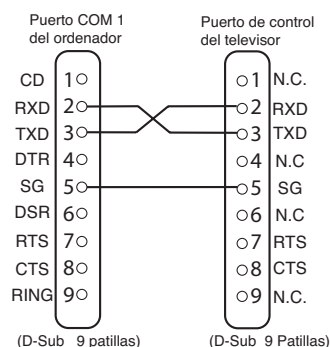 Puerto COM 1
del ordenador
Puerto de control
del televisor
CD 1 1 N.C.
RXD 2 2 RXD
TXD 3 3 TXD
DTR 4 4 N.C
SG 5 5 SG
DSR 6 6 N.C
RTS 7 7 RTS
CTS 8 8 CTS
RING 9 9 N.C.
(D-Sub 9 patillas) (D-Sub 9 Patillas)